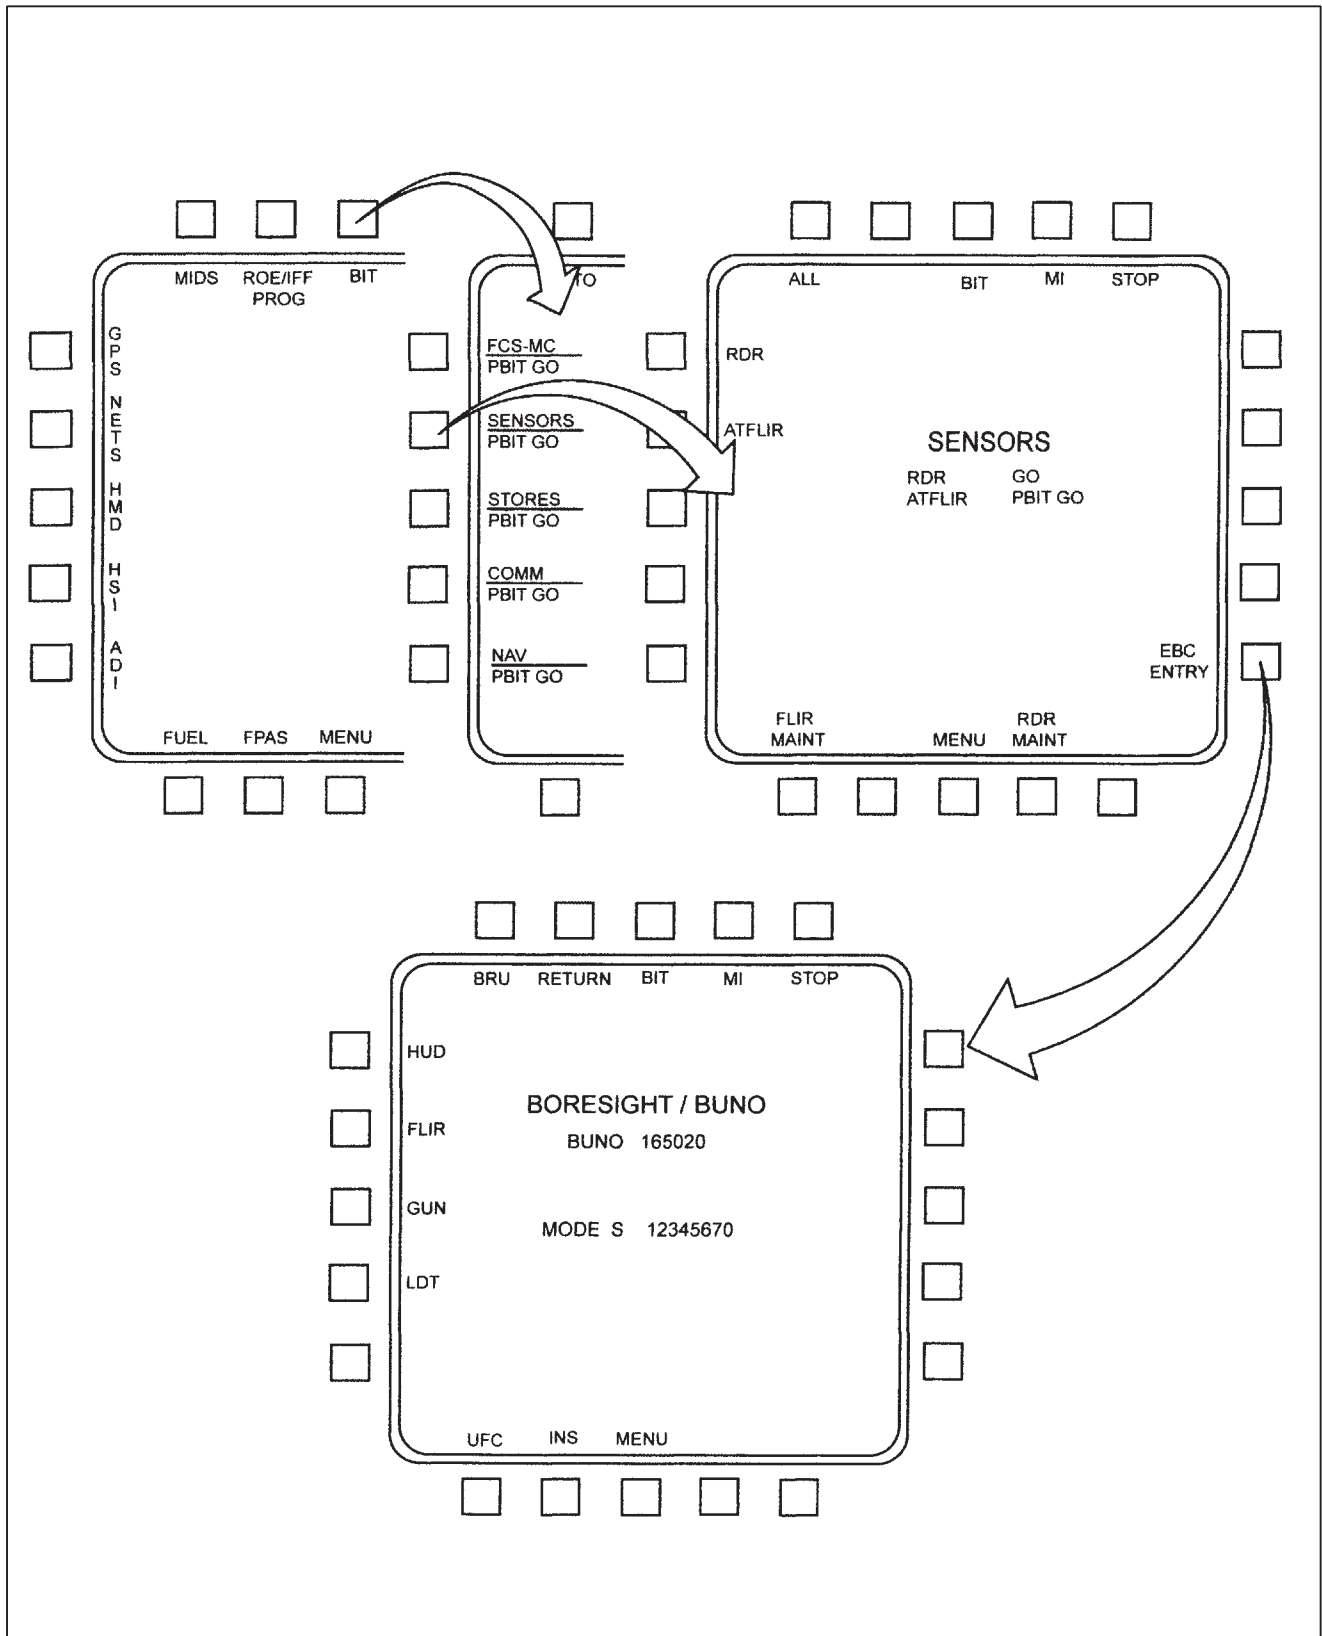 MIDS ROE/IFF BIT
PROG
GPS
NETS
HMD
HSI
ADI
FUEL FPAS MENU
FCS-MC
PBIT GO
SENSORS
PBIT GO
STORES
PBIT GO
COMM
PBIT GO
NAV
PBIT GO
ALL BIT MI STOP
RDR
ATFLIR
SENSORS
RDR GO
ATFLIR PBIT GO
EBC
ENTRY
FLIR
MAINT
MENU
RDR
MAINT
BRU RETURN BIT MI STOP
HUD
FLIR
GUN
LDT
BORESIGHT / BUNO
BUNO 165020
MODE S 12345670
UFC INS MENU